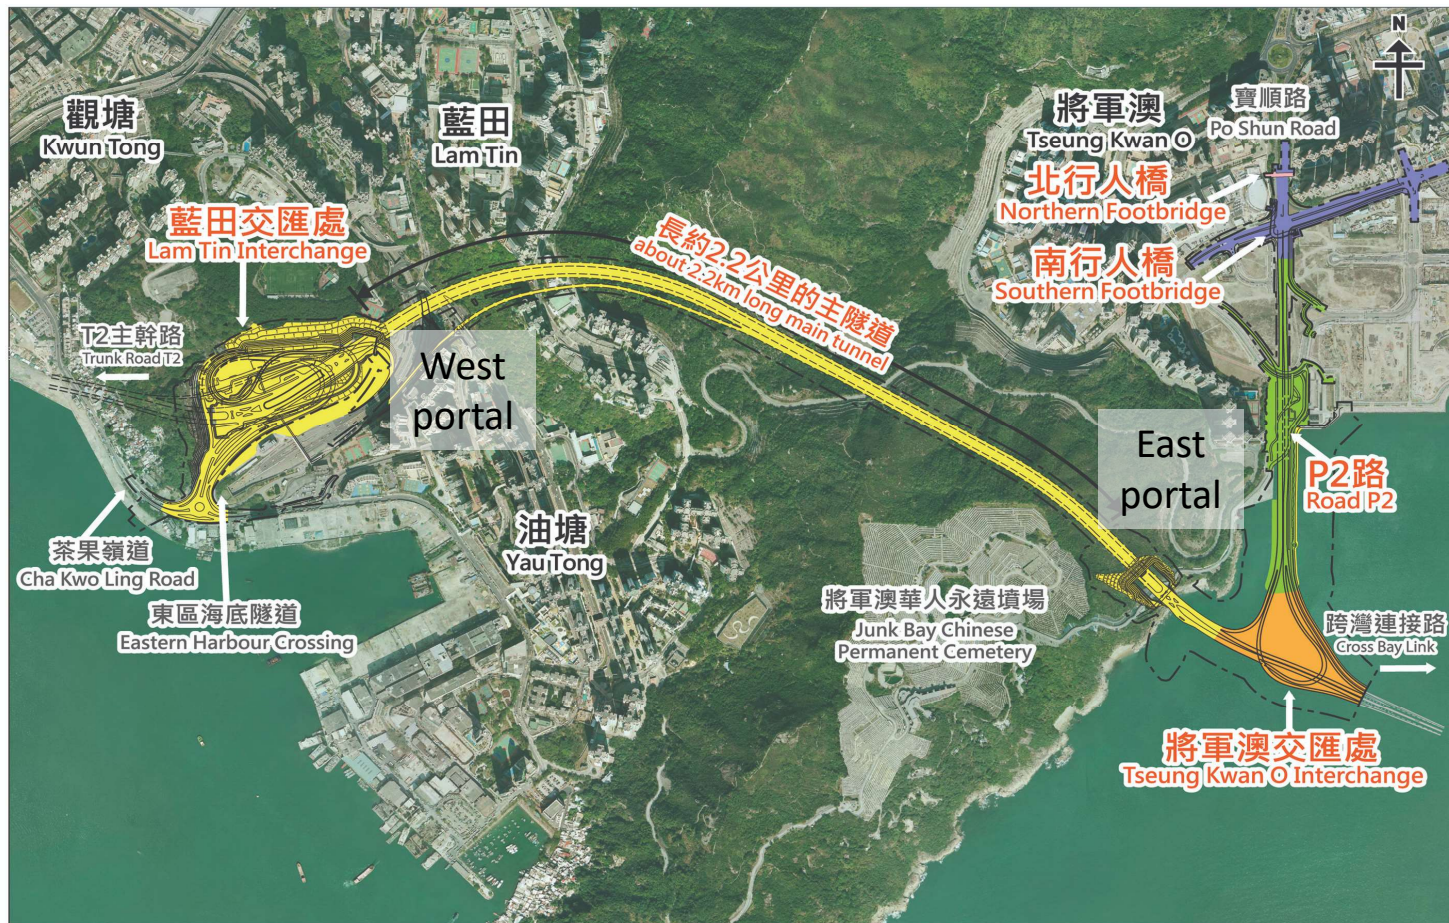 觀塘
Kwun Tong
藍田
Lam Tin
將軍澳
Tseung Kwan O
寶順路
Po Shun Road
N
北行人橋
Northern Footbridge
南行人橋
Southern Footbridge
藍田交匯處
Lam Tin Interchange
長約2.2公里的主隧道
about 2.2km long main tunnel
T2主幹路
Trunk Road T2
West
portal
East
portal
P2路
Road P2
茶果嶺道
Cha Kwo Ling Road
東區海底隧道
Eastern Harbour Crossing
油塘
Yau Tong
將軍澳華人永遠墳場
Junk Bay Chinese
Permanent Cemetery
跨灣連接路
Cross Bay Link
將軍澳交匯處
Tseung Kwan O Interchange